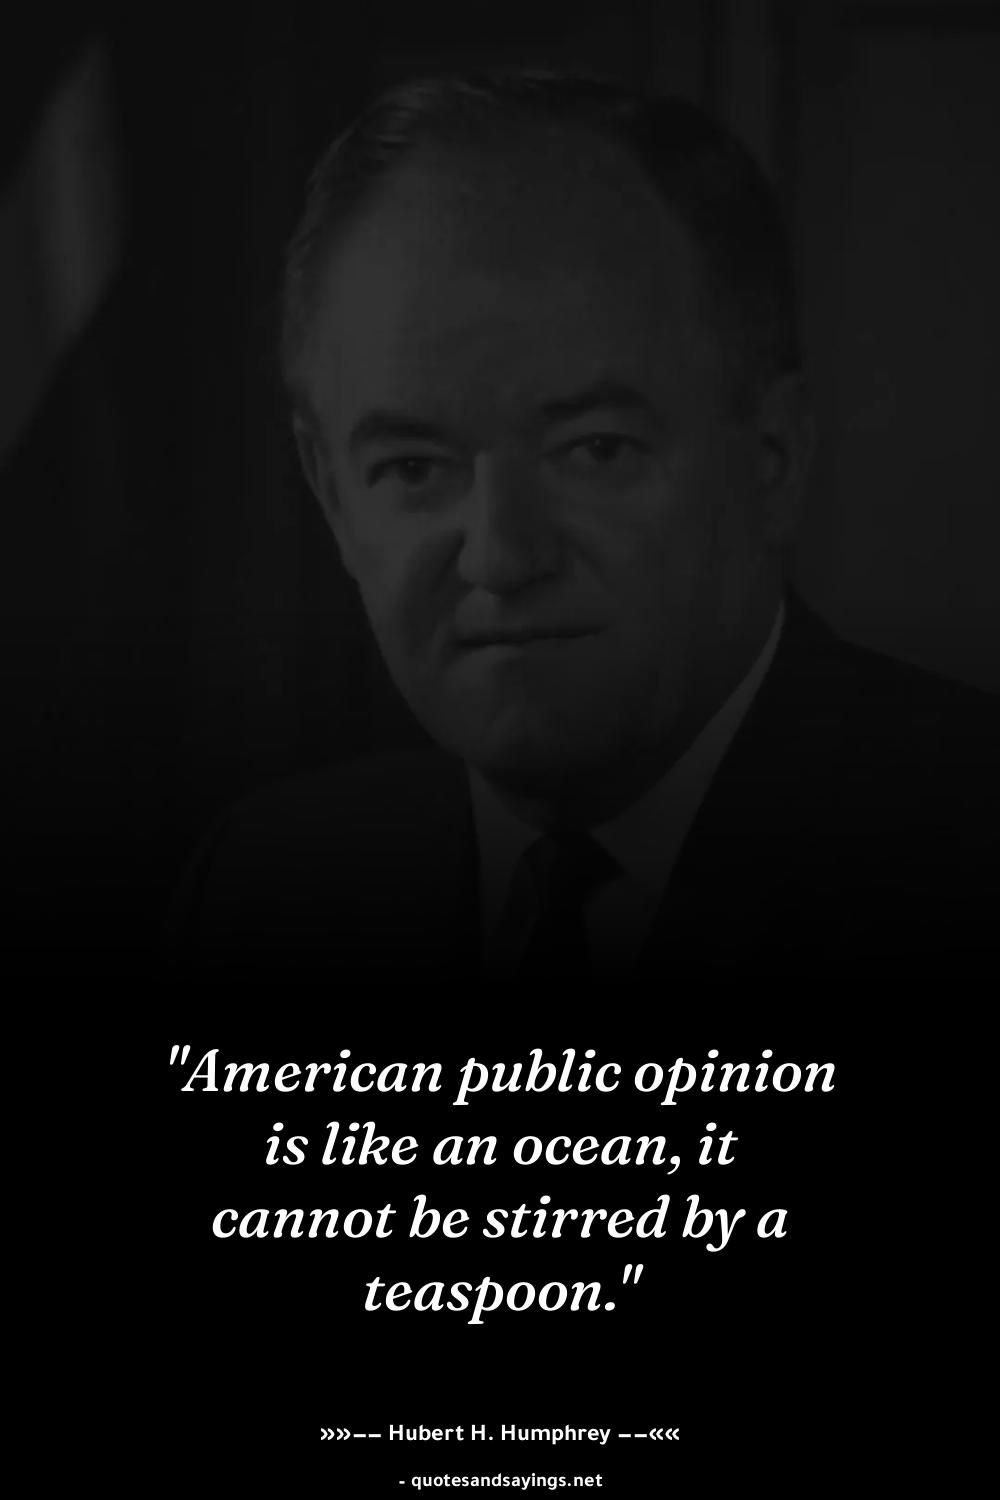 "American public opinion
is like an ocean, it
cannot be stirred by a
teaspoon."
»»−− Hubert H. Humphrey −−««
- quotesandsayings.net